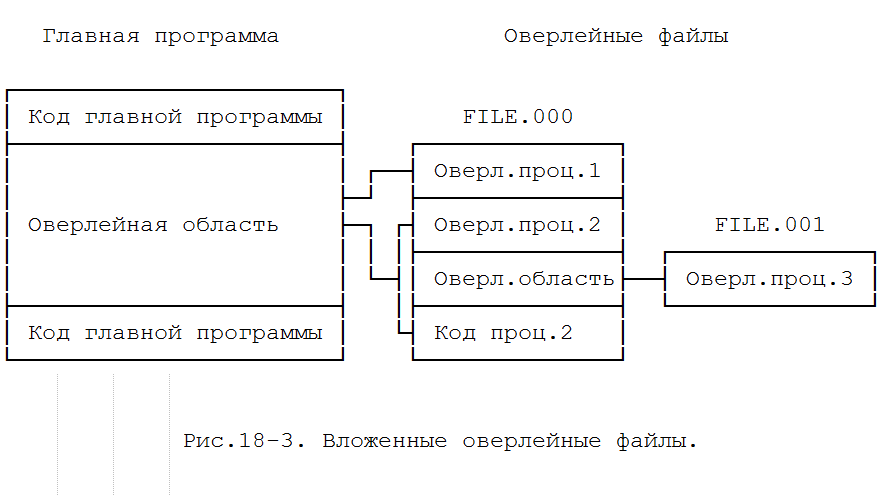 Главная программа Оверлейные файлы
Код главной программы FILE.000
Оверл.проц.1
Оверлейная область Оверл.проц.2 FILE.001
Оверл.область Оверл.проц.3
Код главной программы Код проц.2
Рис.18-3. Вложенные оверлейные файлы.